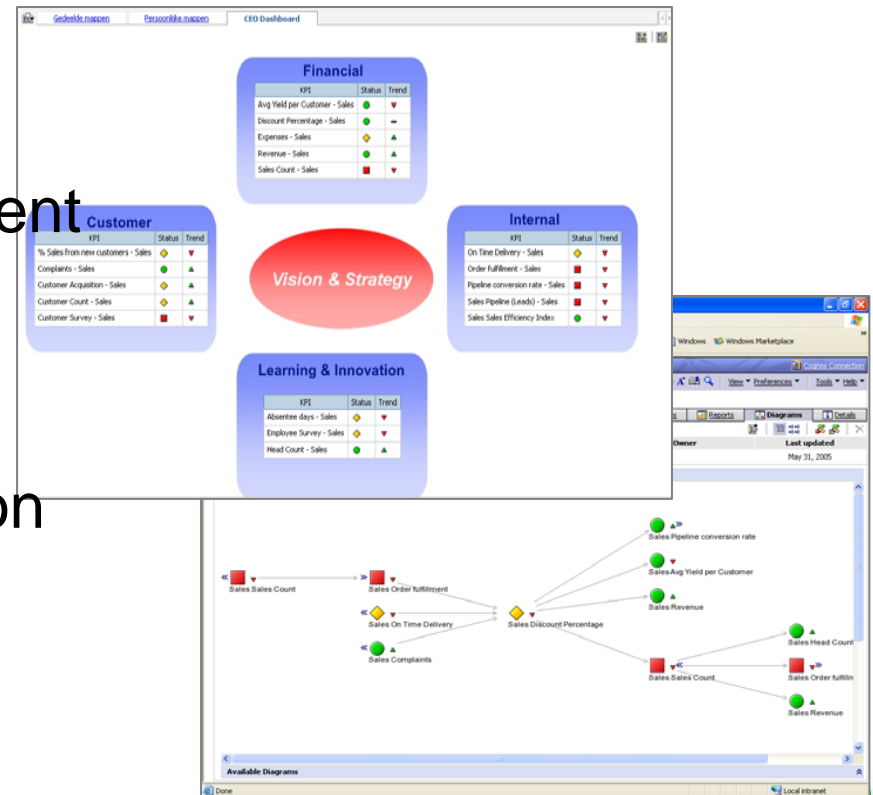 Gedeelde mappen Persoonlijke mappen CEO Dashboard
Financial
KPI Status Trend
Avg Yield per Customer - Sales
Discount Percentage - Sales
Expenses - Sales
Revenue - Sales
Sales Count - Sales
ent
Customer
KPI Status Trend
% Sales from new customers - Sales
Complaints - Sales
Customer Acquisition - Sales
Customer Count - Sales
Customer Survey - Sales
Vision & Strategy
Internal
KPI Status Trend
On Time Delivery - Sales
Order fulfillment - Sales
Pipeline conversion rate - Sales
Sales Pipeline (Leads) - Sales
Sales Sales Efficiency Index
Learning & Innovation
KPI Status Trend
Absentee days - Sales
Employee Survey - Sales
Head Count - Sales
on
Windows Windows Marketplace
Cognos Connection
View Preferences Tools Help
s Reports Diagrams Details
Owner Last updated
May 31, 2005
Sales Pipeline conversion rate
Sales Avg Yield per Customer
Sales Sales Count
Sales Order fulfillment
Sales Revenue
Sales On Time Delivery
Sales Discount Percentage
Sales Head Count
Sales Complaints
Sales Sales Count
Sales Order fulfilln
Sales Revenue
Available Diagrams
Done Local intranet